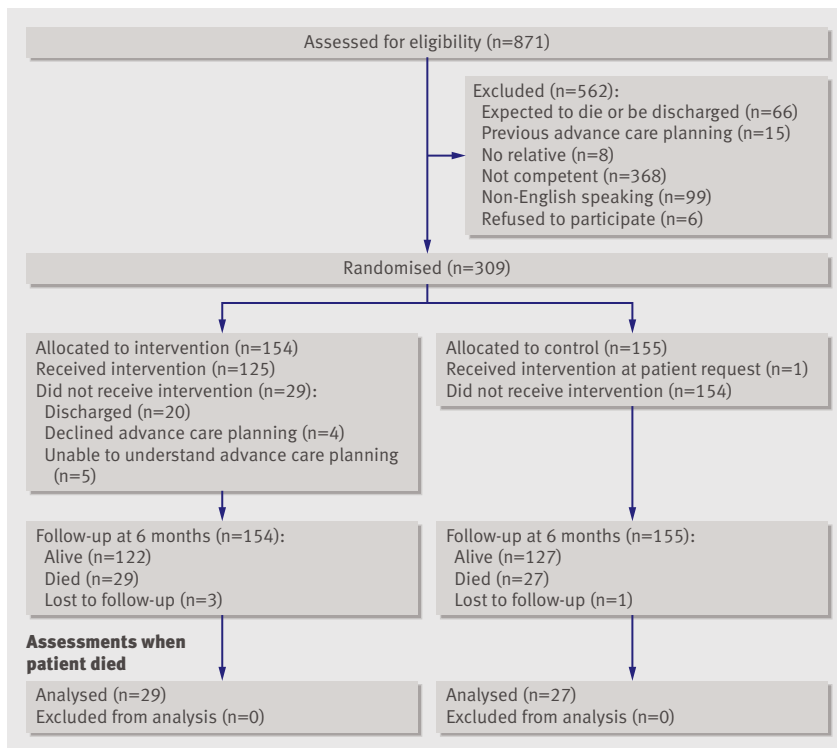 Assessed for eligibility (n=871)
Excluded (n=562):
Expected to die or be discharged (n=66)
Previous advance care planning (n=15)
No relative (n=8)
Not competent (n=368)
Non-English speaking (n=99)
Refused to participate (n=6)
Randomised (n=309)
Allocated to intervention (n=154)
Received intervention (n=125)
Did not receive intervention (n=29):
Discharged (n=20)
Declined advance care planning (n=4)
Unable to understand advance care planning
(n=5)
Allocated to control (n=155)
Received intervention at patient request (n=1)
Did not receive intervention (n=154)
Follow-up at 6 months (n=154):
Alive (n=122)
Died (n=29)
Lost to follow-up (n=3)
Follow-up at 6 months (n=155):
Alive (n=127)
Died (n=27)
Lost to follow-up (n=1)
Assessments when
patient died
Analysed (n=29)
Excluded from analysis (n=0)
Analysed (n=27)
Excluded from analysis (n=0)